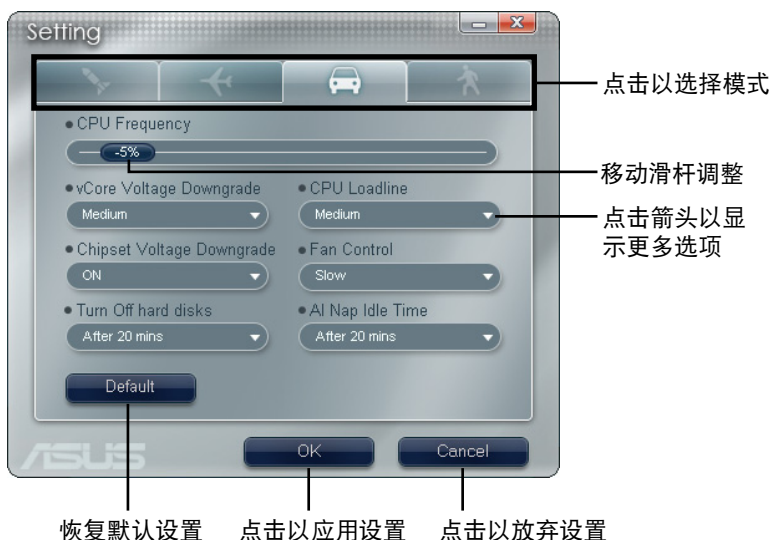 Setting
点击以选择模式
CPU Frequency
-5%
移动滑杆调整
vCore Voltage Downgrade
CPU Loadline
Medium
Medium
点击箭头以显
示更多选项
Chipset Voltage Downgrade
Fan Control
ON
Slow
Turn Off hard disks
AI Nap Idle Time
After 20 mins
After 20 mins
Default
ASUS
OK
Cancel
恢复默认设置
点击以应用设置
点击以放弃设置